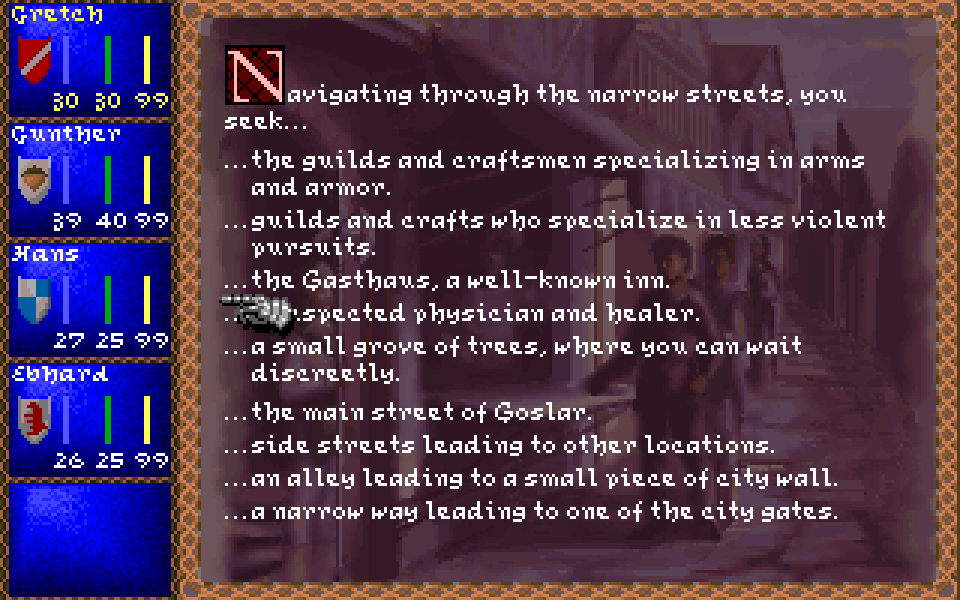 Gretch
30 30 99
Gunther
39 40 99
Hans
27 25 99
Ebhard
26 25 99
Navigating through the narrow streets, you
seek...
...the guilds and craftsmen specializing in arms
and armor.
...guilds and crafts who specialize in less violent
pursuits.
...the Gasthaus, a well-known inn.
physician and healer.
...a small grove of trees, where you can wait
discreetly.
...the main street of Goslar.
...side streets leading to other locations.
...an alley leading to a small piece of city wall.
...a narrow way leading to one of the city gates.